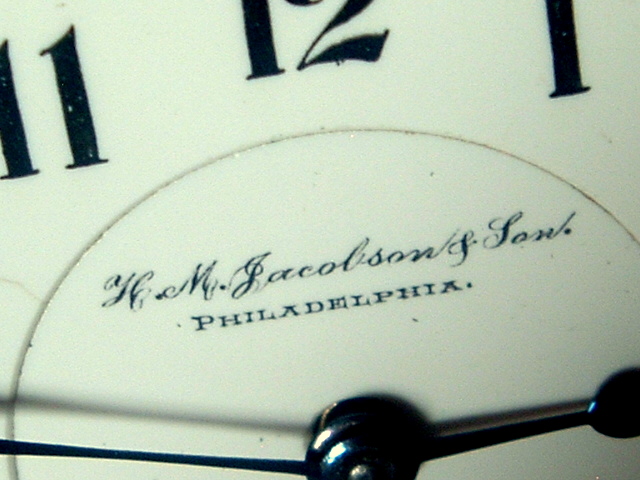 11 12 1
H. M. Jacobson & Son.
PHILADELPHIA.